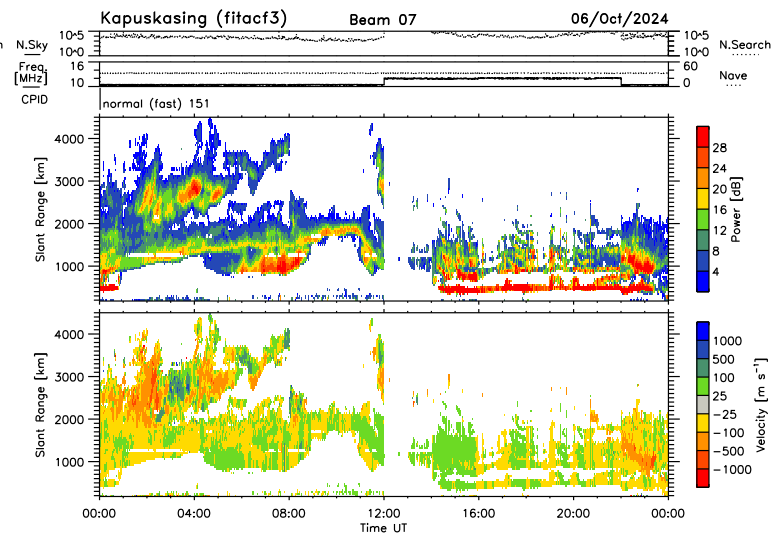 Kapuskasing (fitacf3) Beam 07 06/Oct/2024
n N.Sky 10^5 10^0 10^5 10^0 N.Search
Freq. [MHz] 16 10 60 0 Nave
CPID normal (fast) 151
Slant Range [km] 4000 3000 2000 1000
28 24 20 16 12 8 4 Power [dB]
Slant Range [km] 4000 3000 2000 1000
1000 500 100 25 -25 -100 -500 -1000 Velocity [m s⁻¹]
00:00 04:00 08:00 12:00 16:00 20:00 00:00
Time UT